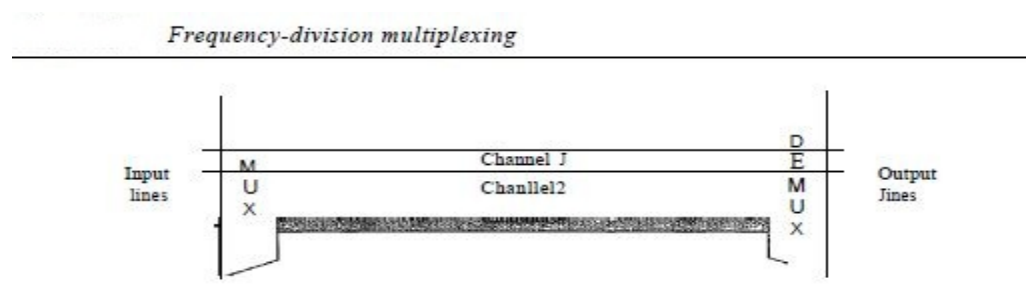 Frequency-division multiplexing
Input
lines
M
U
X
Channel J
Chanllel2
D
E
M
U
X
Output
Jines